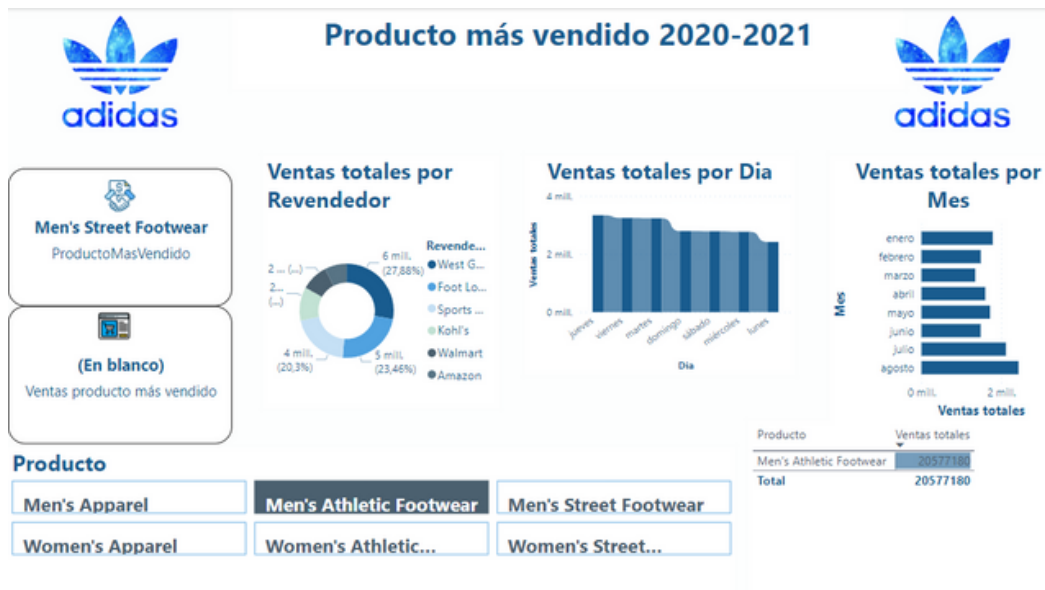 Producto más vendido 2020-2021
adidas
adidas
Men's Street Footwear
ProductoMasVendido
(En blanco)
Ventas producto más vendido
Ventas totales por
Revendedor
6 mill.
(27,88%)
5 mill.
(23,46%)
4 mill.
(20,3%)
2...
(...)
2 ... (...)
Revende...
West G...
Foot Lo...
Sports ...
Kohl's
Walmart
Amazon
Ventas totales por Dia
Ventas totales
4 mill.
2 mill.
0 mill.
jueves
viernes
martes
domingo
sábado
miércoles
lunes
Dia
Ventas totales por
Mes
Mes
enero
febrero
marzo
abril
mayo
junio
julio
agosto
0 mill.
2 mill.
Ventas totales
Producto Ventas totales
Men's Athletic Footwear 20577180
Total 20577180
Producto
Men's Apparel
Men's Athletic Footwear
Men's Street Footwear
Women's Apparel
Women's Athletic...
Women's Street...